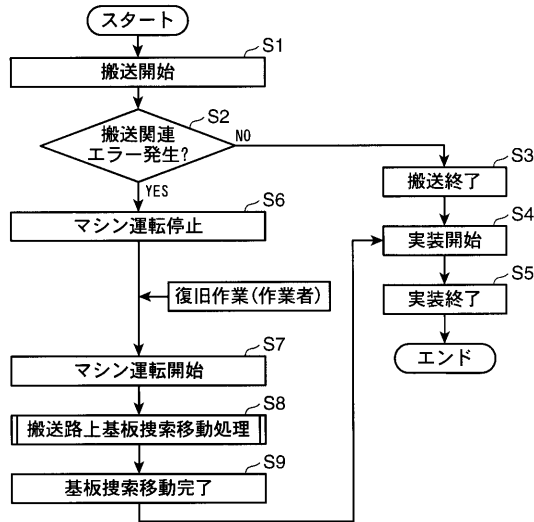 スタート
S1
搬送開始
S2
搬送関連
エラー発生?
NO
YES
S3
搬送終了
S6
マシン運転停止
S4
実装開始
復旧作業(作業者)
S5
実装終了
エンド
S7
マシン運転開始
S8
搬送路上基板捜索移動処理
S9
基板捜索移動完了